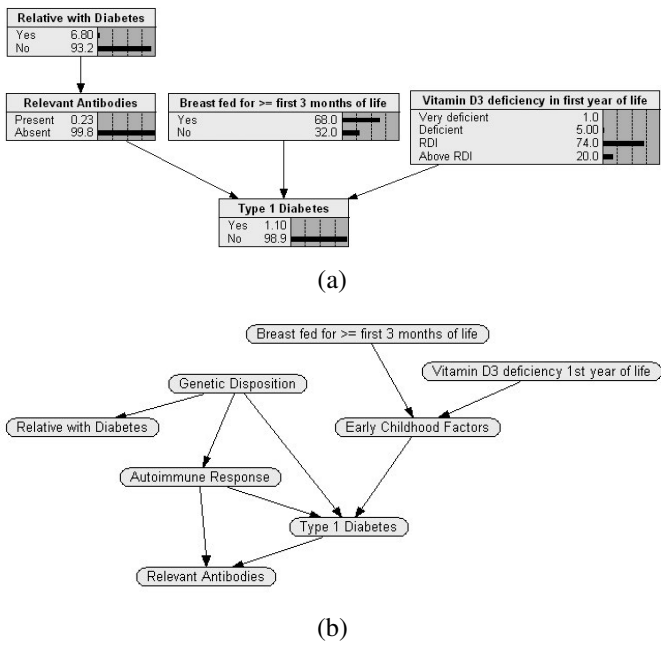 Relative with Diabetes
Yes 6.80
No 93.2
Relevant Antibodies
Present 0.23
Absent 99.8
Breast fed for >= first 3 months of life
Yes 68.0
No 32.0
Vitamin D3 deficiency in first year of life
Very deficient 1.0
Deficient 5.00
RDI 74.0
Above RDI 20.0
Type 1 Diabetes
Yes 1.10
No 98.9
(a)
Breast fed for >= first 3 months of life
Vitamin D3 deficiency 1st year of life
Genetic Disposition
Relative with Diabetes
Early Childhood Factors
Autoimmune Response
Type 1 Diabetes
Relevant Antibodies
(b)